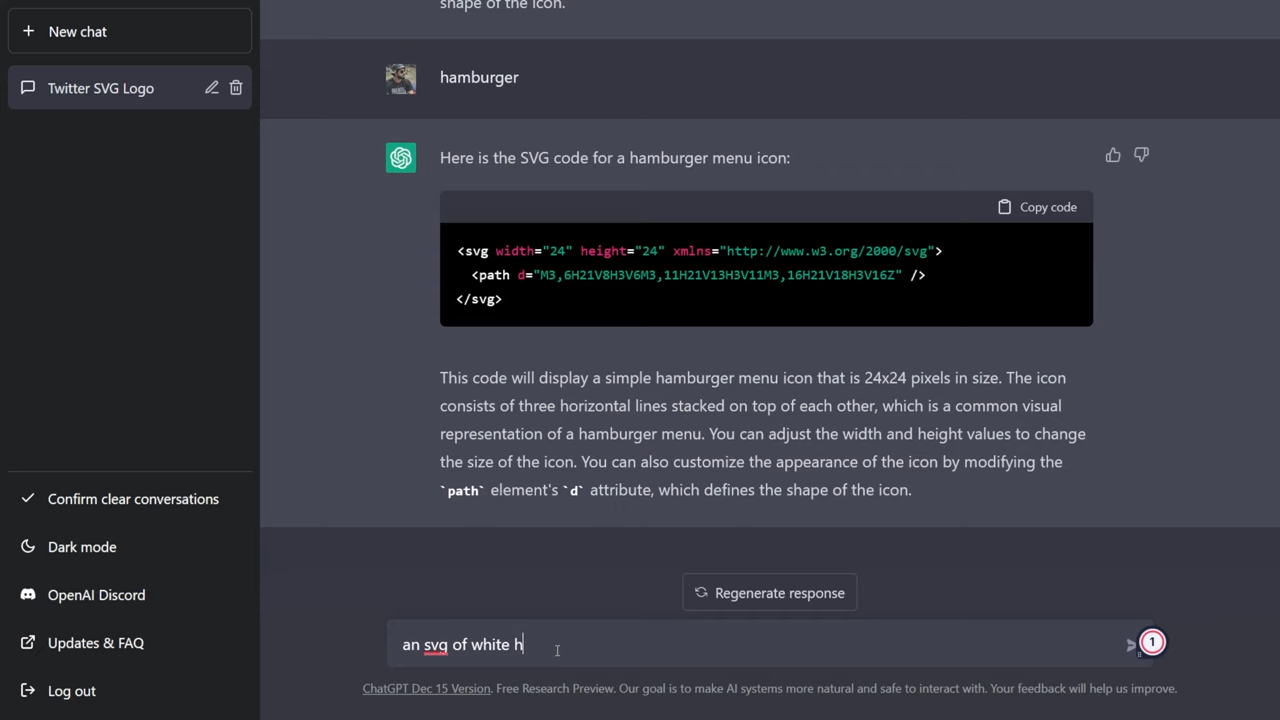 shape of the icon.
New chat
Twitter SVG Logo
hamburger
Here is the SVG code for a hamburger menu icon:
Copy code
<svg width="24" height="24" xmlns="http://www.w3.org/2000/svg">
<path d="M3,6H21V8H3V6M3,11H21V13H3V11M3,16H21V18H3V16Z" />
</svg>
This code will display a simple hamburger menu icon that is 24x24 pixels in size. The icon
consists of three horizontal lines stacked on top of each other, which is a common visual
representation of a hamburger menu. You can adjust the width and height values to change
the size of the icon. You can also customize the appearance of the icon by modifying the
`path` element's `d` attribute, which defines the shape of the icon.
Confirm clear conversations
Dark mode
OpenAI Discord
Updates & FAQ
Log out
Regenerate response
an svg of white h
1
ChatGPT Dec 15 Version. Free Research Preview. Our goal is to make AI systems more natural and safe to interact with. Your feedback will help us improve.